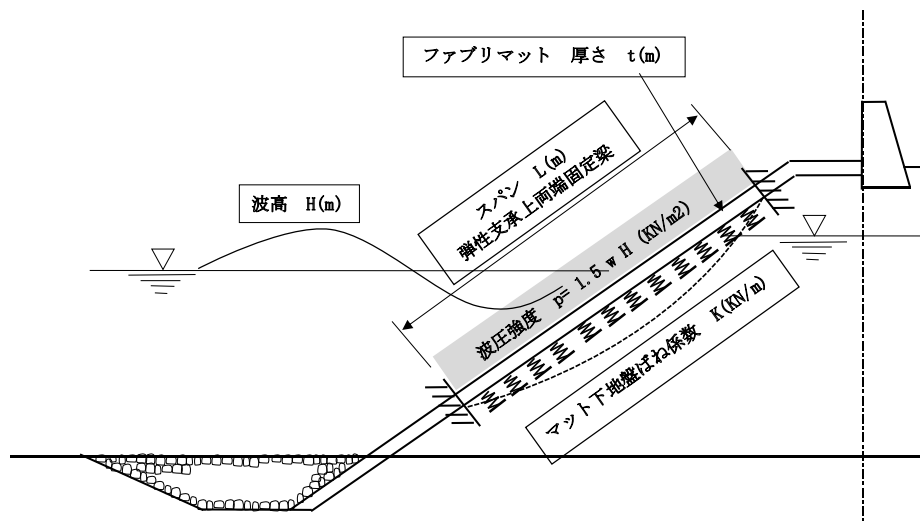 ファブリマット 厚さ t(m)
スパン L(m)
弾性支承上両端固定梁
波高 H(m)
波圧強度 p= 1.5 w H (KN/m2)
マット下地盤ばね係数 K(KN/m)